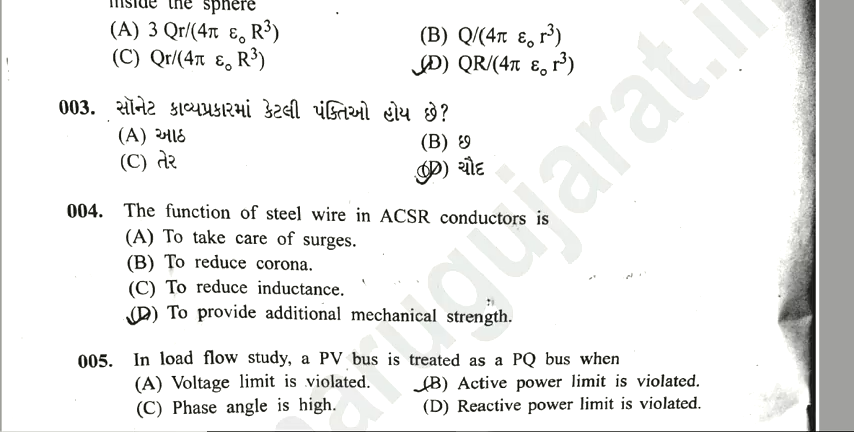 inside the sphere
(A) 3 Qr/(4π ε₀ R³) (B) Q/(4π ε₀ r³)
(C) Qr/(4π ε₀ R³) (D) QR/(4π ε₀ r³)
003. સૉનેટ કાવ્યપ્રકારમાં કેટલી પંક્તિઓ હોય છે?
(A) આઠ (B) છ
(C) તેર (D) ચૌદ
004. The function of steel wire in ACSR conductors is
(A) To take care of surges.
(B) To reduce corona.
(C) To reduce inductance.
(D) To provide additional mechanical strength.
005. In load flow study, a PV bus is treated as a PQ bus when
(A) Voltage limit is violated. (B) Active power limit is violated.
(C) Phase angle is high. (D) Reactive power limit is violated.
marugujarat.in